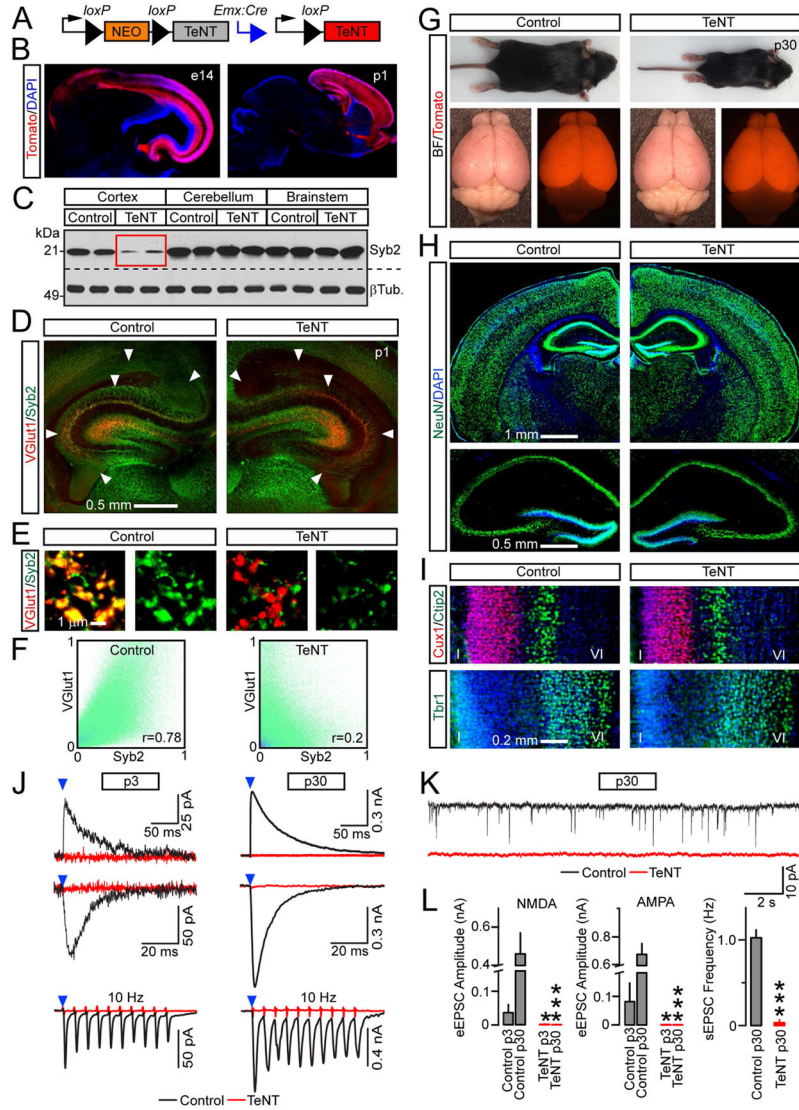 A
loxP loxP Emx:Cre loxP
NEO TeNT TeNT
B
Tomato/DAPI
e14 p1
C
Cortex Cerebellum Brainstem
Control TeNT Control TeNT Control TeNT
kDa
21 Syb2
49 βTub.
D
Control TeNT
VGlut1/Syb2
p1
0.5 mm
E
Control TeNT
VGlut1/Syb2
1 µm
F
1 1
Control TeNT
VGlut1 VGlut1
r=0.78 r=0.2
0 0
Syb2 1 Syb2 1
G
Control TeNT
p30
BF/Tomato
H
Control TeNT
NeuN/DAPI
1 mm
0.5 mm
I
Control TeNT
Cux1/Ctip2
I VI I VI
Tbr1
I VI I VI
0.2 mm
J
p3 p30
50 ms 25 pA 50 ms 0.3 nA
20 ms 50 pA 20 ms 0.3 nA
10 Hz 10 Hz
50 pA 0.4 nA
Control TeNT
K
p30
Control TeNT
2 s 10 pA
L
NMDA AMPA
eEPSC Amplitude (nA)
0.6
0.4
0.1
0
Control p3
Control p30
TeNT p3
TeNT p30
*
***
eEPSC Amplitude (nA)
0.8
0.4
0.1
0
Control p3
Control p30
TeNT p3
TeNT p30
*
***
sEPSC Frequency (Hz)
1.0
0
Control p30
TeNT p30
***